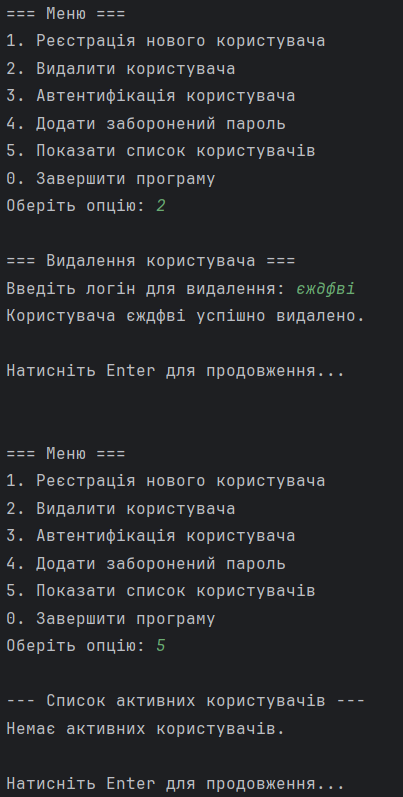 === Меню ===
1. Реєстрація нового користувача
2. Видалити користувача
3. Автентифікація користувача
4. Додати заборонений пароль
5. Показати список користувачів
0. Завершити програму
Оберіть опцію: 2
=== Видалення користувача ===
Введіть логін для видалення: єждфві
Користувача єждфві успішно видалено.
Натисніть Enter для продовження...
=== Меню ===
1. Реєстрація нового користувача
2. Видалити користувача
3. Автентифікація користувача
4. Додати заборонений пароль
5. Показати список користувачів
0. Завершити програму
Оберіть опцію: 5
--- Список активних користувачів ---
Немає активних користувачів.
Натисніть Enter для продовження...